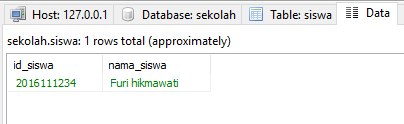 Host: 127.0.0.1 Database: sekolah Table: siswa Data
sekolah.siswa: 1 rows total (approximately)
id_siswa nama_siswa
2016111234 Furi hikmawati